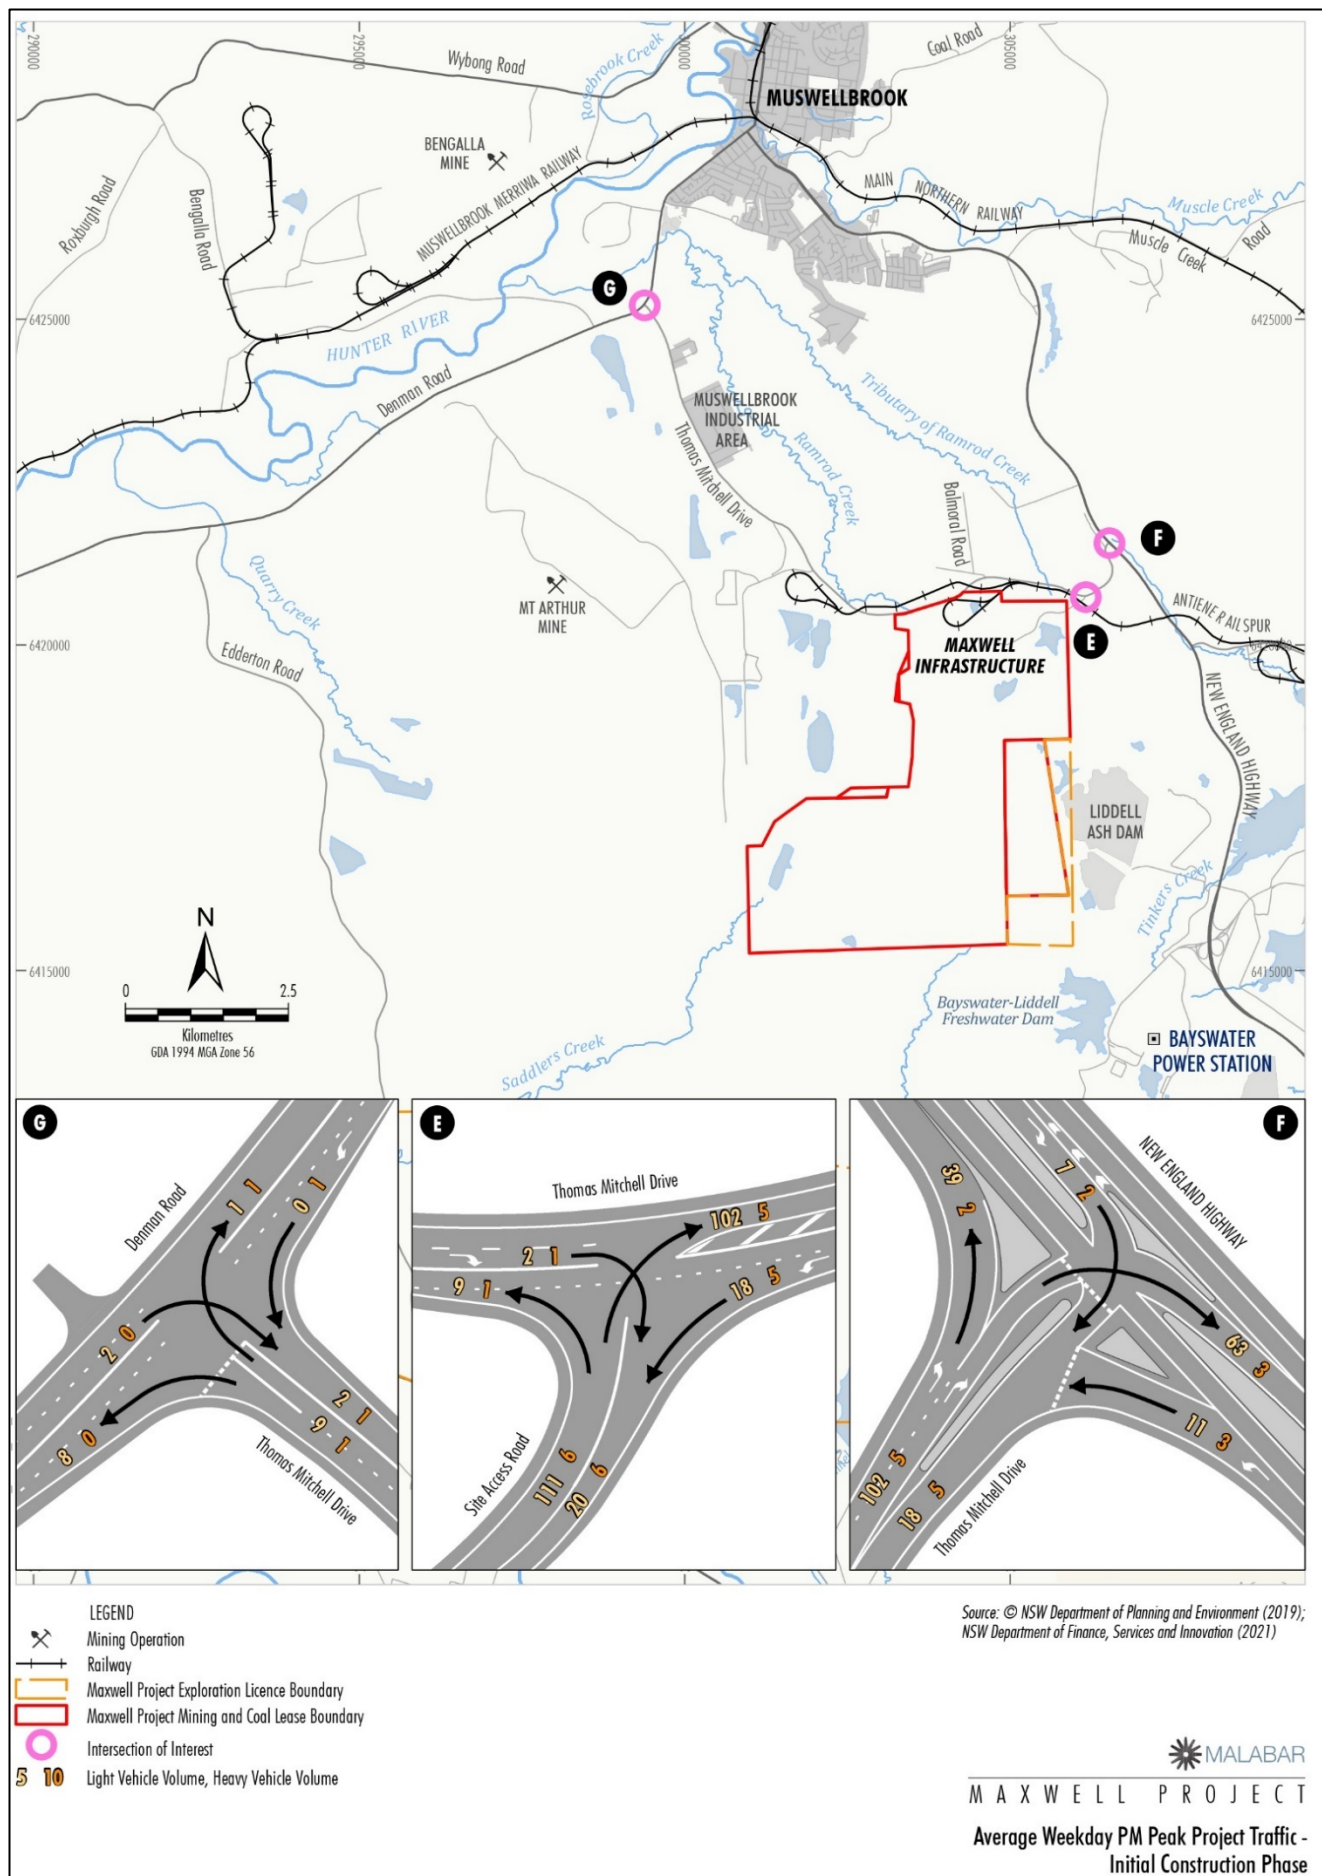 290000
295000
300000
305000
Wybong Road
Rosebrook Creek
Coal Road
MUSWELLBROOK
BENGALLA
MINE
Roxburgh Road
Bengalla Road
MUSWELLBROOK MERRIWA RAILWAY
MAIN NORTHERN RAILWAY
Muscle Creek
Muscle Creek Road
G
6425000
6425000
HUNTER RIVER
Denman Road
MUSWELLBROOK
INDUSTRIAL
AREA
Thomas Mitchell Drive
Ramrod Creek
Tributary of Ramrod Creek
Balmoral Road
F
Quarry Creek
MT ARTHUR
MINE
ANTIENE RAILSPUR
E
6420000
6420000
Edderton Road
MAXWELL
INFRASTRUCTURE
NEW ENGLAND HIGHWAY
LIDDELL
ASH DAM
Tinkers Creek
N
0 2.5
Kilometres
GDA 1994 MGA Zone 56
6415000
6415000
Bayswater-Liddell
Freshwater Dam
Saddlers Creek
BAYSWATER
POWER STATION
G
Denman Road
1 1
0 1
2 0
8 0
2 1
9 1
Thomas Mitchell Drive
E
Thomas Mitchell Drive
102 5
2 1
9 1
18 5
Site Access Road
111 6
20 6
F
NEW ENGLAND HIGHWAY
39 2
7 2
63 3
11 3
102 5
18 5
Thomas Mitchell Drive
LEGEND
Mining Operation
Railway
Maxwell Project Exploration Licence Boundary
Maxwell Project Mining and Coal Lease Boundary
Intersection of Interest
5 10 Light Vehicle Volume, Heavy Vehicle Volume
Source: © NSW Department of Planning and Environment (2019);
NSW Department of Finance, Services and Innovation (2021)
MALABAR
MAXWELL PROJECT
Average Weekday PM Peak Project Traffic -
Initial Construction Phase